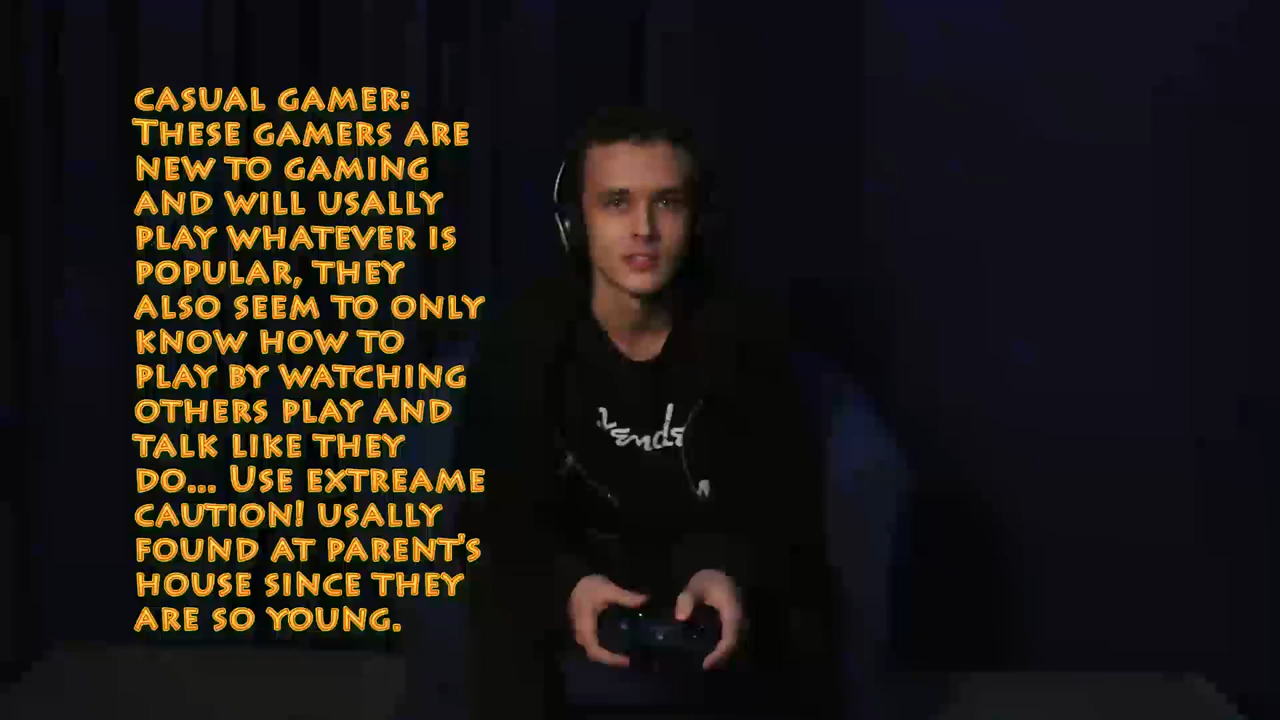 CASUAL GAMER:
THESE GAMERS ARE
NEW TO GAMING
AND WILL USALLY
PLAY WHATEVER IS
POPULAR, THEY
ALSO SEEM TO ONLY
KNOW HOW TO
PLAY BY WATCHING
OTHERS PLAY AND
TALK LIKE THEY
DO... USE EXTREAME
CAUTION! USALLY
FOUND AT PARENT'S
HOUSE SINCE THEY
ARE SO YOUNG.
Fender